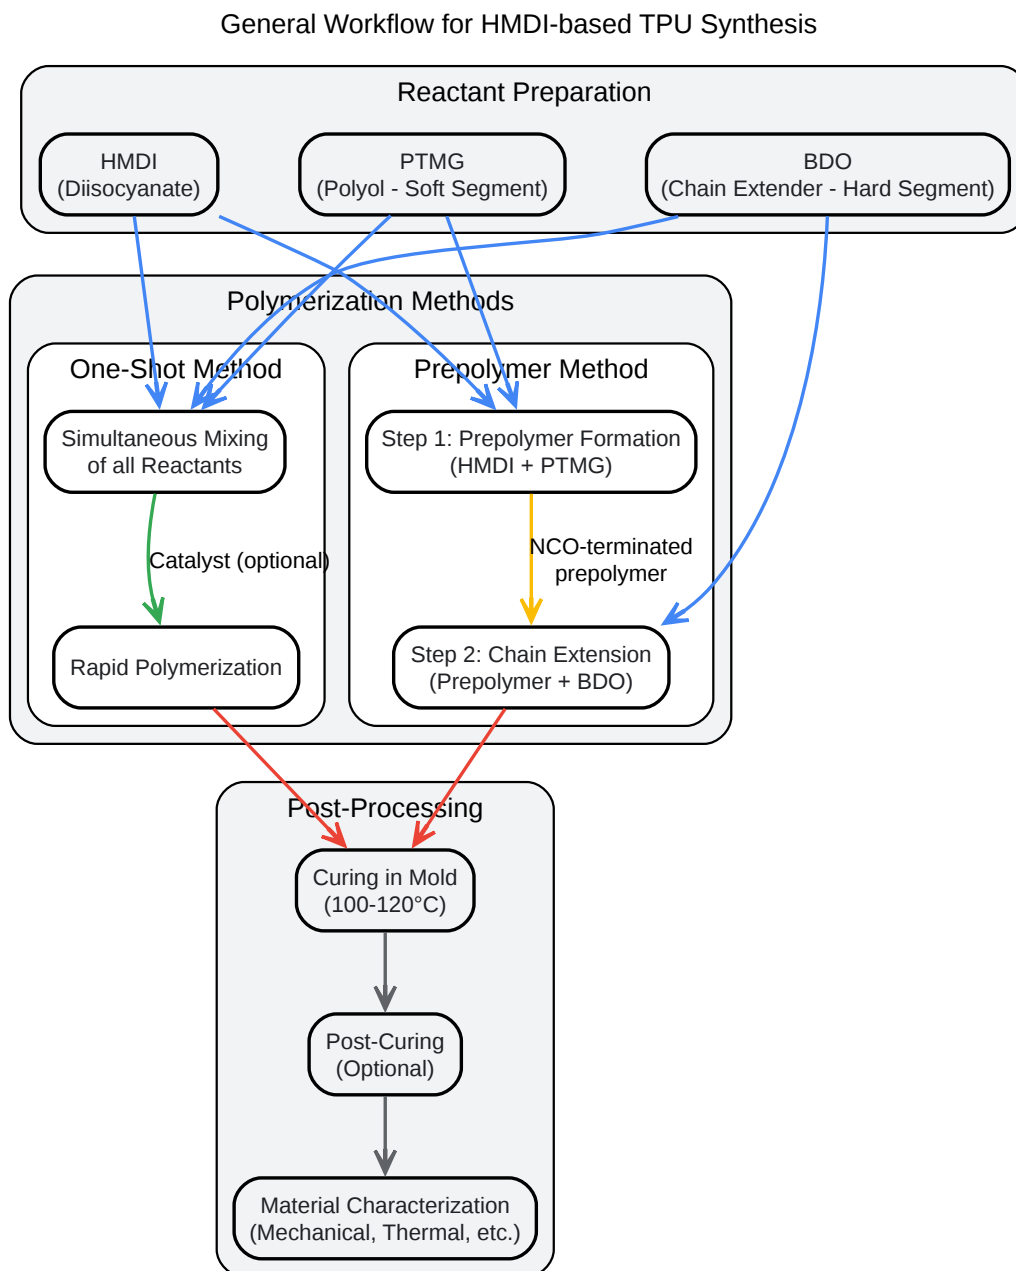 General Workflow for HMDI-based TPU Synthesis
Reactant Preparation
HMDI
(Diisocyanate)
PTMG
(Polyol - Soft Segment)
BDO
(Chain Extender - Hard Segment)
Polymerization Methods
One-Shot Method
Simultaneous Mixing
of all Reactants
Catalyst (optional)
Rapid Polymerization
Prepolymer Method
Step 1: Prepolymer Formation
(HMDI + PTMG)
NCO-terminated
prepolymer
Step 2: Chain Extension
(Prepolymer + BDO)
Post-Processing
Curing in Mold
(100-120°C)
Post-Curing
(Optional)
Material Characterization
(Mechanical, Thermal, etc.)